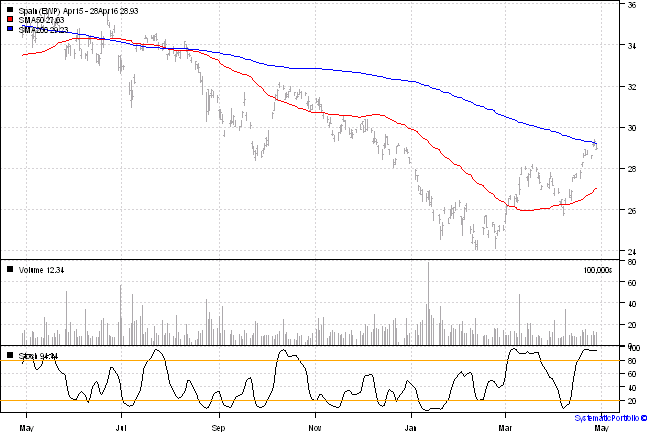 Spain (EWP) Apr15 - 28Apr16 28.93
SMA50 27.03
SMA200 29.23
36
34
32
30
28
26
24
Volume 12.34
100,000s
80
60
40
20
0
Stoch 94.34
100
80
60
40
20
May Jul Sep Nov Jan Mar May
SystematicPortfolio ©